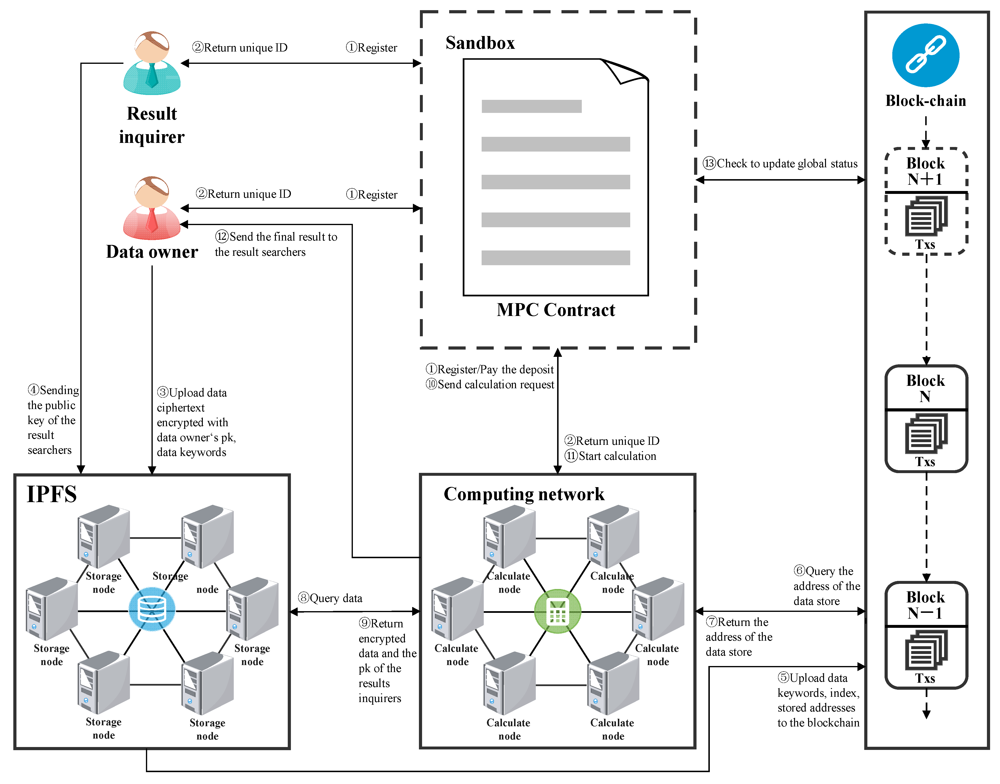 ②Return unique ID
①Register
Result
inquirer
②Return unique ID
①Register
⑫Send the final result to
the result searchers
Data owner
Sandbox
MPC Contract
Block-chain
Block
N+1
Txs
⑬Check to update global status
Block
N
Txs
①Register/Pay the deposit
⑩Send calculation request
②Return unique ID
⑪Start calculation
④Sending
the public
key of the
result
searchers
③Upload data
ciphertext
encrypted with
data owner‘s pk,
data keywords
IPFS
Storage
node
Storage
node
Storage
node
Storage
node
Storage
node
Storage
node
⑧Query data
⑨Return
encrypted
data and the
pk of the
results
inquirers
Computing network
Calculate
node
Calculate
node
Calculate
node
Calculate
node
Calculate
node
Calculate
node
⑥Query the
address of the
data store
⑦Return the
address of the
data store
⑤Upload data
keywords, index,
stored addresses
to the blockchain
Block
N−1
Txs